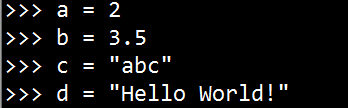 >>> a = 2
>>> b = 3.5
>>> c = "abc"
>>> d = "Hello World!"